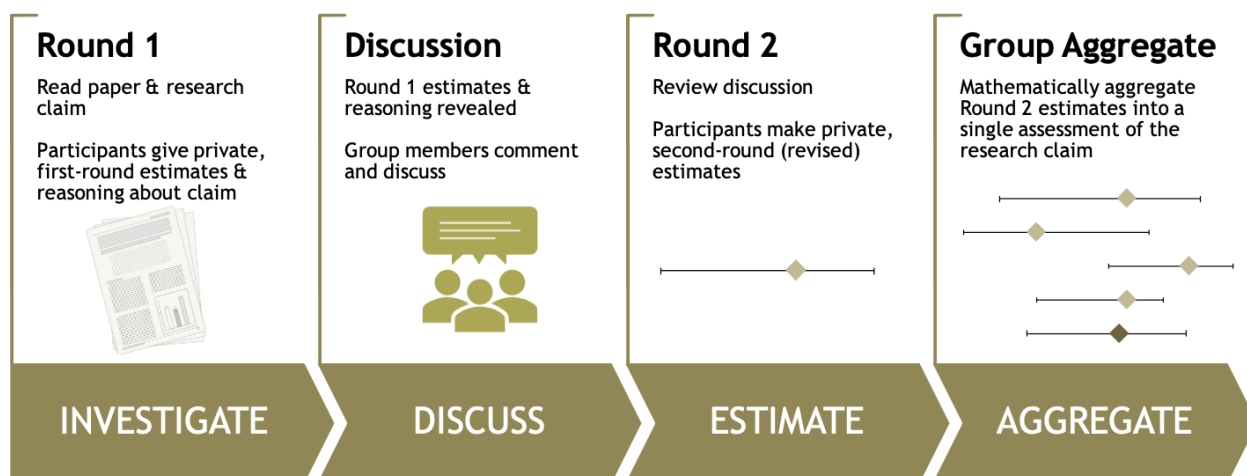 Round 1
Read paper & research
claim
Participants give private,
first-round estimates &
reasoning about claim
Discussion
Round 1 estimates &
reasoning revealed
Group members comment
and discuss
Round 2
Review discussion
Participants make private,
second-round (revised)
estimates
Group Aggregate
Mathematically aggregate
Round 2 estimates into a
single assessment of the
research claim
INVESTIGATE
DISCUSS
ESTIMATE
AGGREGATE